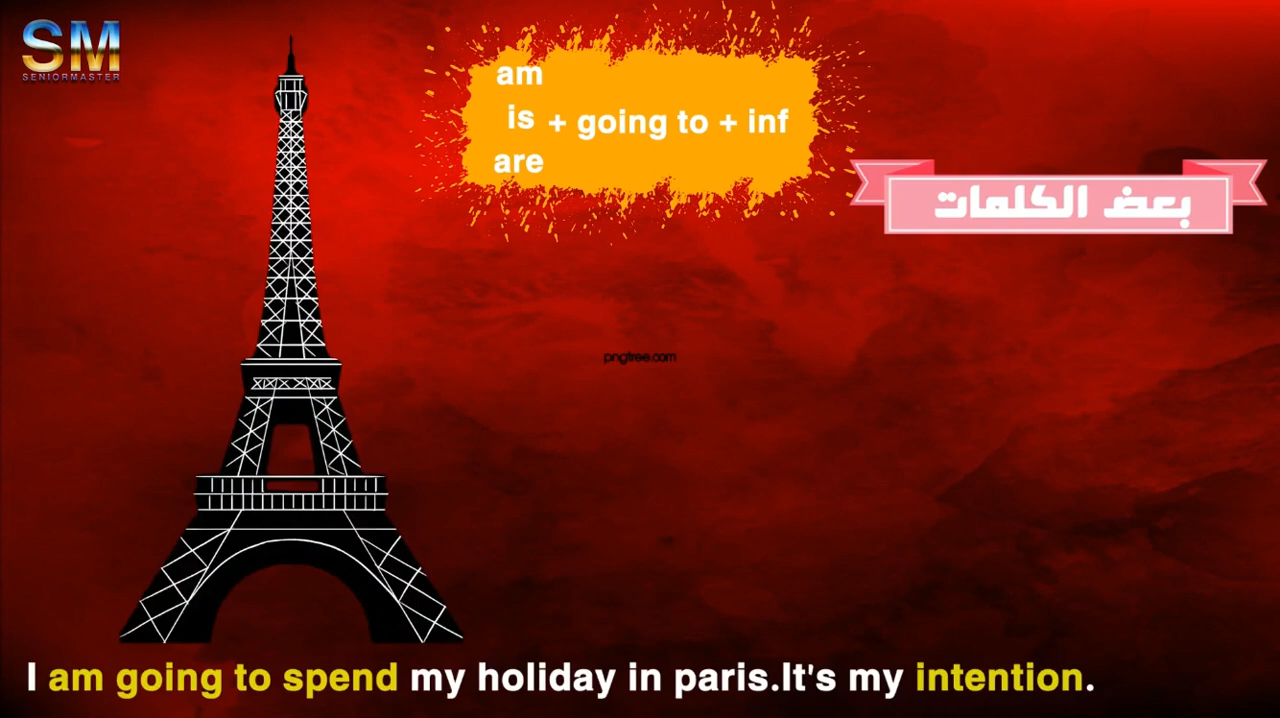 SM
SENIORMASTER
am
is + going to + inf
are
بعض الكلمات
pngtree.com
I am going to spend my holiday in paris.It's my intention.